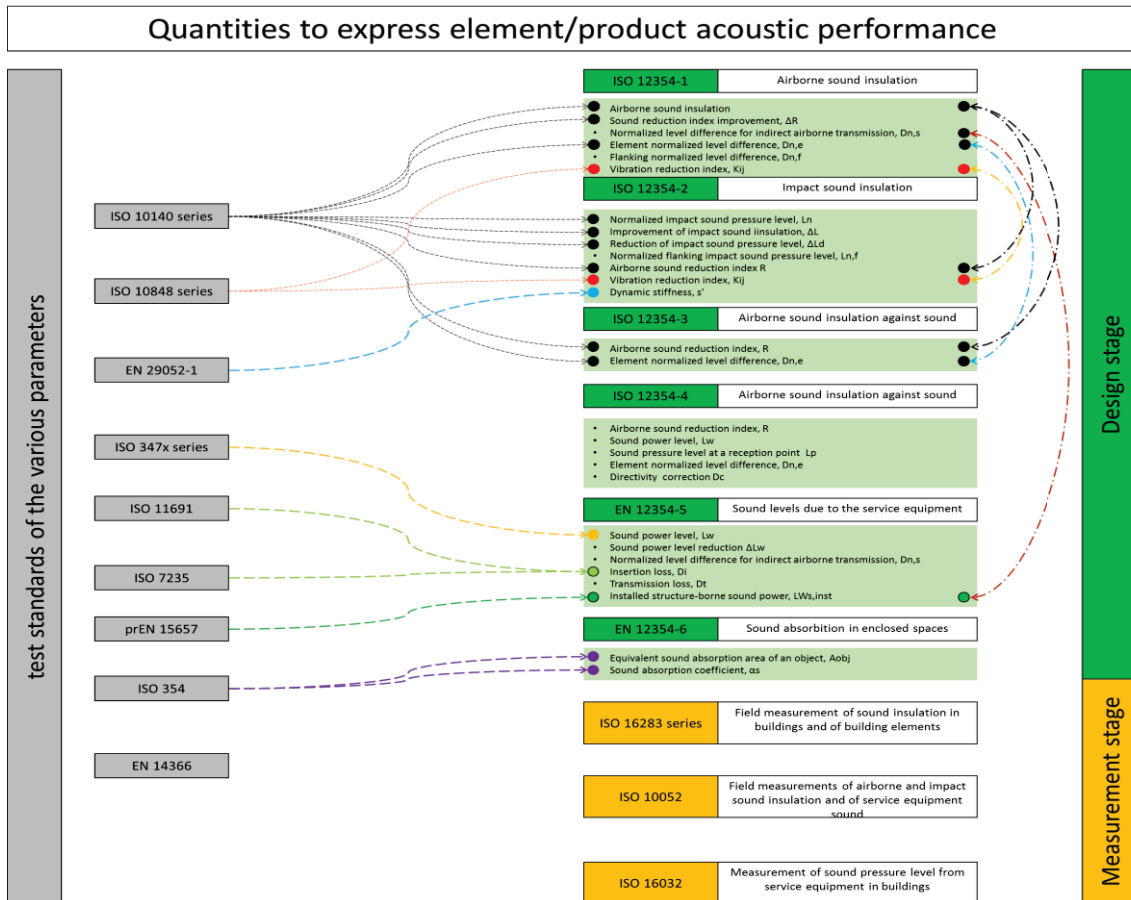 Quantities to express element/product acoustic performance
test standards of the various parameters
ISO 10140 series
ISO 10848 series
EN 29052-1
ISO 347x series
ISO 11691
ISO 7235
prEN 15657
ISO 354
EN 14366
ISO 12354-1
Airborne sound insulation
Airborne sound insulation
Sound reduction index improvement, ΔR
• Normalized level difference for indirect airborne transmission, Dn,s
Element normalized level difference, Dn,e
• Flanking normalized level difference, Dn,f
Vibration reduction index, Kij
ISO 12354-2
Impact sound insulation
Normalized impact sound pressure level, Ln
Improvement of impact sound iinsulation, ΔL
Reduction of impact sound pressure level, ΔLd
• Normalized flanking impact sound pressure level, Ln,f
Airborne sound reduction index R
Vibration reduction index, Kij
Dynamic stiffness, s'
ISO 12354-3
Airborne sound insulation against sound
Airborne sound reduction index, R
Element normalized level difference, Dn,e
ISO 12354-4
Airborne sound insulation against sound
• Airborne sound reduction index, R
• Sound power level, Lw
• Sound pressure level at a reception point Lp
• Element normalized level difference, Dn,e
• Directivity correction Dc
EN 12354-5
Sound levels due to the service equipment
Sound power level, Lw
• Sound power level reduction ΔLw
• Normalized level difference for indirect airborne transmission, Dn,s
Insertion loss, Di
• Transmission loss, Dt
Installed structure-borne sound power, LWs,inst
EN 12354-6
Sound absorbition in enclosed spaces
Equivalent sound absorption area of an object, Aobj
Sound absorption coefficient, αs
ISO 16283 series
Field measurement of sound insulation in
buildings and of building elements
ISO 10052
Field measurements of airborne and impact
sound insulation and of service equipment
sound
ISO 16032
Measurement of sound pressure level from
service equipment in buildings
Design stage
Measurement stage